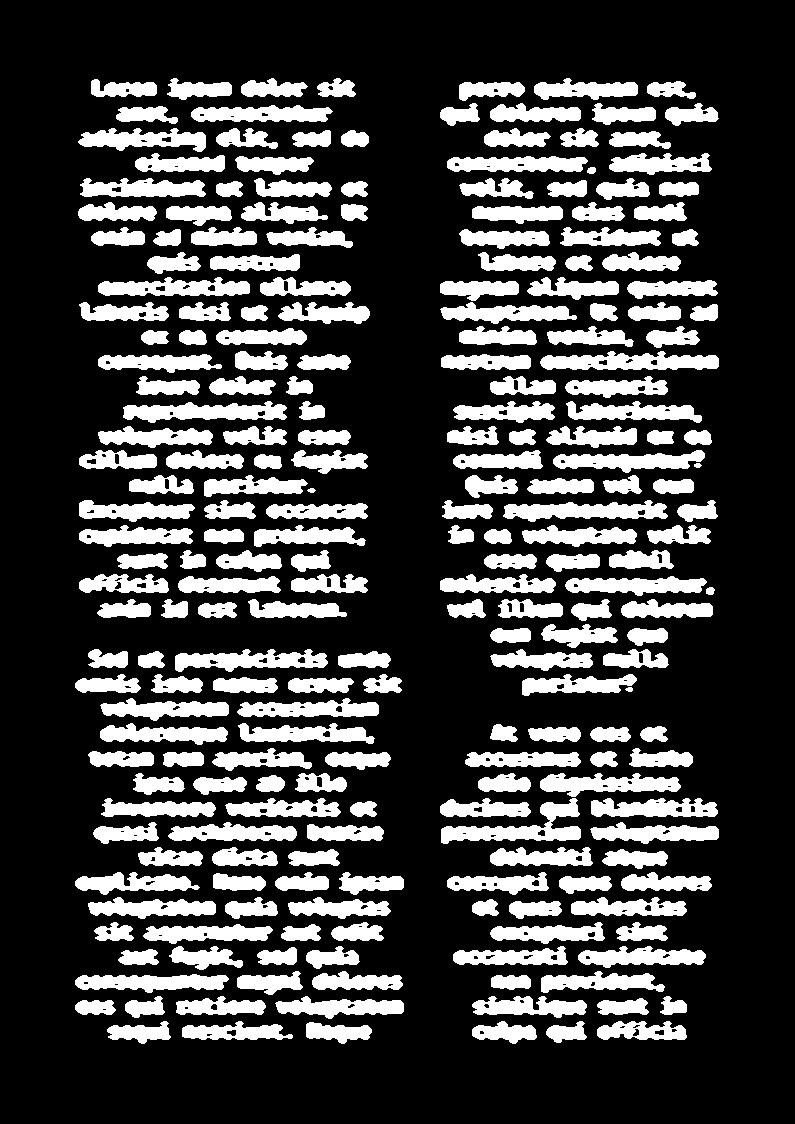 Lorem ipsum dolor sit
amet, consectetur
adipiscing elit, sed do
eiusmod tempor
incididunt ut labore et
dolore magna aliqua. Ut
enim ad minim veniam,
quis nostrud
exercitation ullamco
laboris nisi ut aliquip
ex ea commodo
consequat. Duis aute
irure dolor in
reprehenderit in
voluptate velit esse
cillum dolore eu fugiat
nulla pariatur.
Excepteur sint occaecat
cupidatat non proident,
sunt in culpa qui
officia deserunt mollit
anim id est laborum.
Sed ut perspiciatis unde
omnis iste natus error sit
voluptatem accusantium
doloremque laudantium,
totam rem aperiam, eaque
ipsa quae ab illo
inventore veritatis et
quasi architecto beatae
vitae dicta sunt
explicabo. Nemo enim ipsam
voluptatem quia voluptas
sit aspernatur aut odit
aut fugit, sed quia
consequuntur magni dolores
eos qui ratione voluptatem
sequi nesciunt. Neque
porro quisquam est,
qui dolorem ipsum quia
dolor sit amet,
consectetur, adipisci
velit, sed quia non
numquam eius modi
tempora incidunt ut
labore et dolore
magnam aliquam quaerat
voluptatem. Ut enim ad
minima veniam, quis
nostrum exercitationem
ullam corporis
suscipit laboriosam,
nisi ut aliquid ex ea
commodi consequatur?
Quis autem vel eum
iure reprehenderit qui
in ea voluptate velit
esse quam nihil
molestiae consequatur,
vel illum qui dolorem
eum fugiat quo
voluptas nulla
pariatur?
At vero eos et
accusamus et iusto
odio dignissimos
ducimus qui blanditiis
praesentium voluptatum
deleniti atque
corrupti quos dolores
et quas molestias
excepturi sint
occaecati cupiditate
non provident,
similique sunt in
culpa qui officia